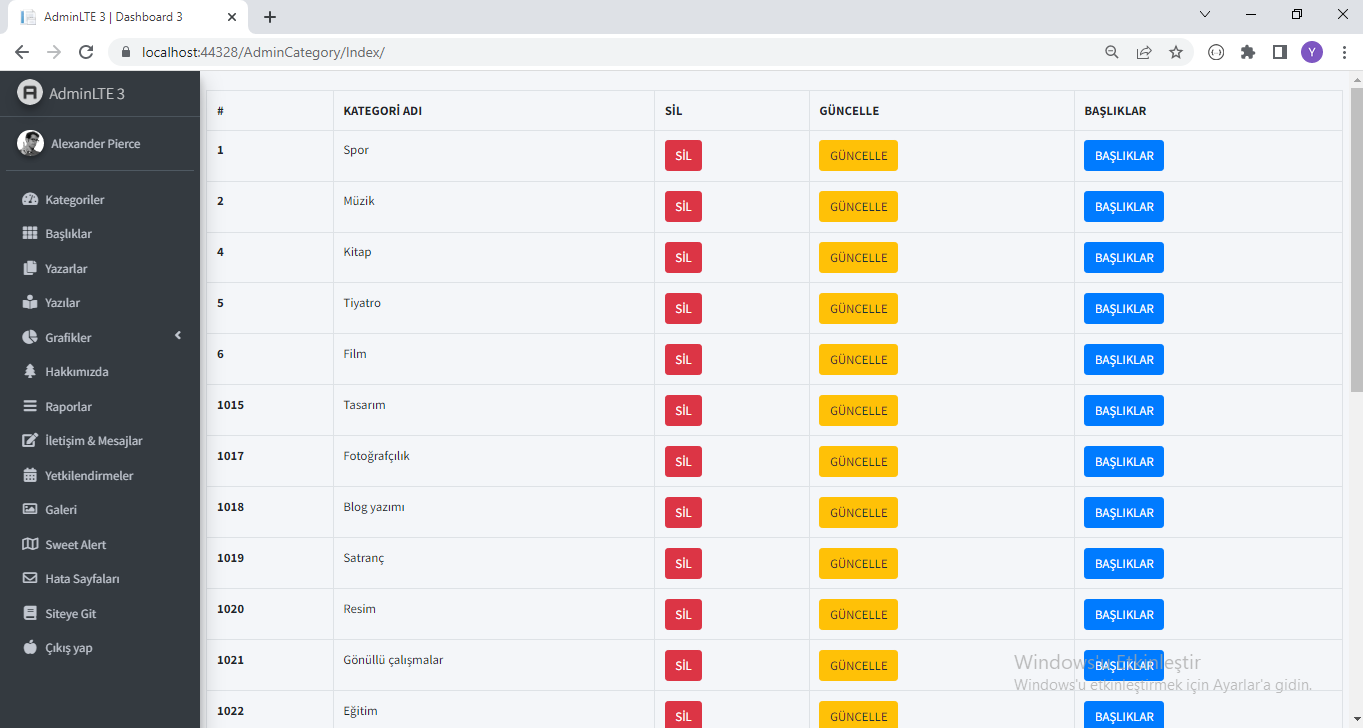 AdminLTE 3 | Dashboard 3
localhost:44328/AdminCategory/Index/
Y
AdminLTE 3
Alexander Pierce
Kategoriler
Başlıklar
Yazarlar
Yazılar
Grafikler
Hakkımızda
Raporlar
İletişim & Mesajlar
Yetkilendirmeler
Galeri
Sweet Alert
Hata Sayfaları
Siteye Git
Çıkış yap
# KATEGORİ ADI SİL GÜNCELLE BAŞLIKLAR
1 Spor SİL GÜNCELLE BAŞLIKLAR
2 Müzik SİL GÜNCELLE BAŞLIKLAR
4 Kitap SİL GÜNCELLE BAŞLIKLAR
5 Tiyatro SİL GÜNCELLE BAŞLIKLAR
6 Film SİL GÜNCELLE BAŞLIKLAR
1015 Tasarım SİL GÜNCELLE BAŞLIKLAR
1017 Fotoğrafçılık SİL GÜNCELLE BAŞLIKLAR
1018 Blog yazımı SİL GÜNCELLE BAŞLIKLAR
1019 Satranç SİL GÜNCELLE BAŞLIKLAR
1020 Resim SİL GÜNCELLE BAŞLIKLAR
1021 Gönüllü çalışmalar SİL GÜNCELLE BAŞLIKLAR
1022 Eğitim SİL GÜNCELLE BAŞLIKLAR
Windows'u Etkinleştir
Windows'u etkinleştirmek için Ayarlar'a gidin.